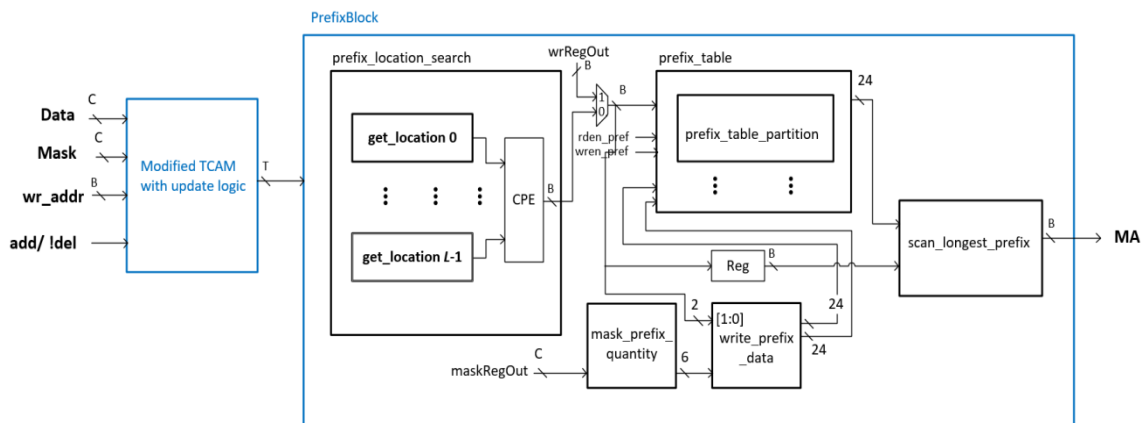 PrefixBlock
prefix_location_search
wrRegOut
B
prefix_table
24
Data
C
Mask
C
wr_addr
B
add/ !del
Modified TCAM
with update logic
T
get_location 0
get_location L-1
CPE
B
1
0
B
rden_pref
wren_pref
prefix_table_partition
scan_longest_prefix
B
MA
Reg
B
24
24
2
[1:0]
write_prefix
_data
mask_prefix_
quantity
6
maskRegOut
C